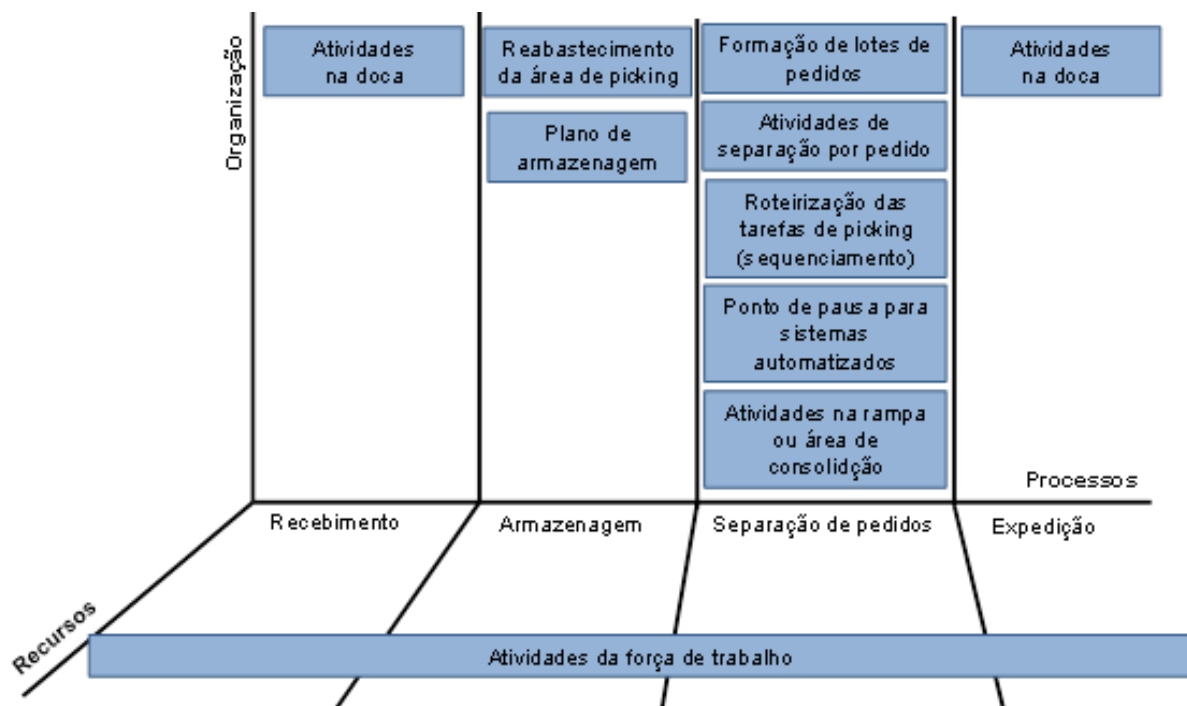 Organização
Atividades
na doca
Reabastecimento
da área de picking
Plano de
armazenagem
Formação de lotes de
pedidos
Atividades de
separação por pedido
Roteirização das
tarefas de picking
(sequenciamento)
Ponto de pausa para
sistemas
automatizados
Atividades na rampa
ou área de
consolidção
Atividades
na doca
Processos
Recebimento
Armazenagem
Separação de pedidos
Expedição
Recursos
Atividades da força de trabalho